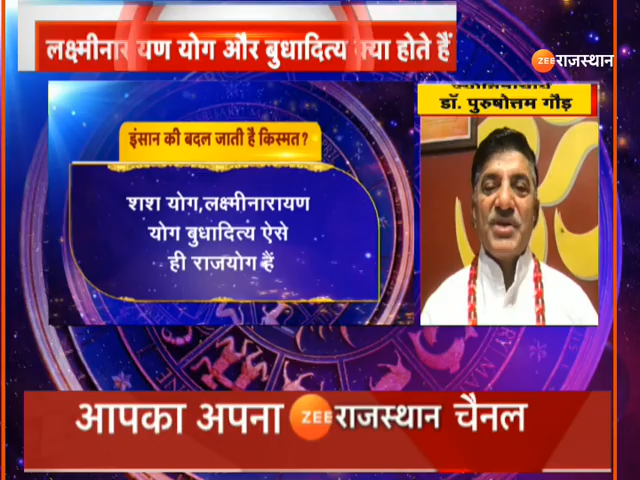 लक्ष्मीनारायण योग और बुधादित्य क्या होते हैं
ZEE राजस्थान
ज्योतिषाचार्य
डॉ. पुरुषोत्तम गौड़
इंसान की बदल जाती है किस्मत?
शश योग,लक्ष्मीनारायण
योग बुधादित्य ऐसे
ही राजयोग हैं
आपका अपना ZEE राजस्थान चैनल